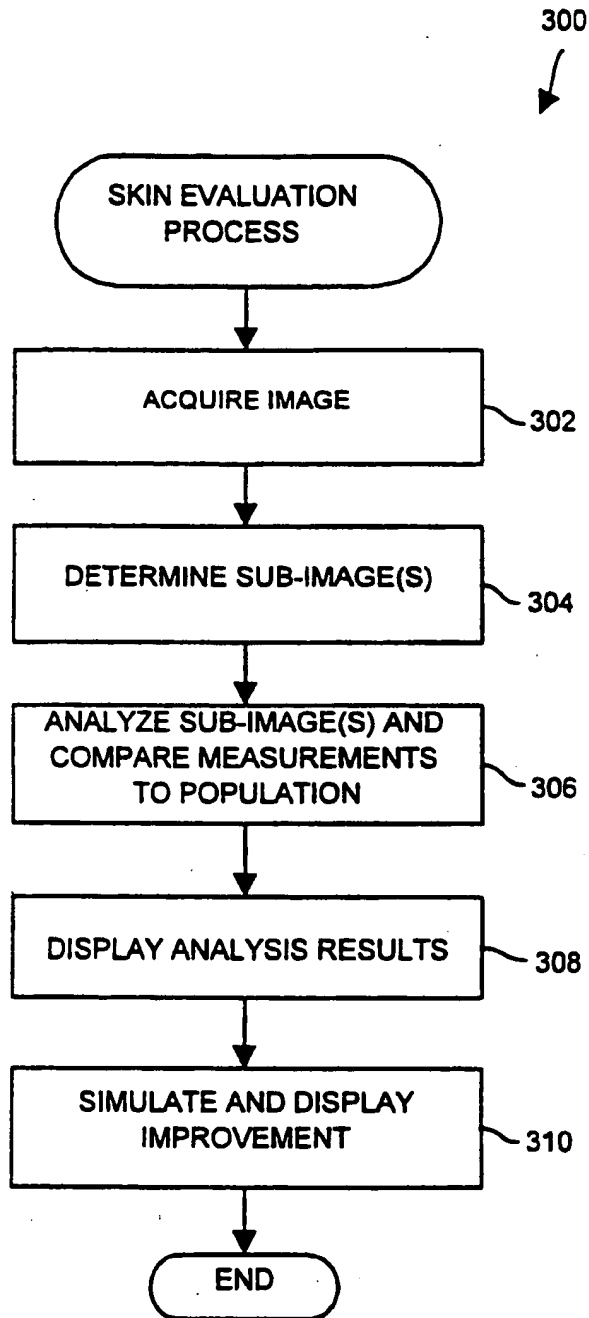 300
SKIN EVALUATION
PROCESS
ACQUIRE IMAGE
302
DETERMINE SUB-IMAGE(S)
304
ANALYZE SUB-IMAGE(S) AND
COMPARE MEASUREMENTS
TO POPULATION
306
DISPLAY ANALYSIS RESULTS
308
SIMULATE AND DISPLAY
IMPROVEMENT
310
END